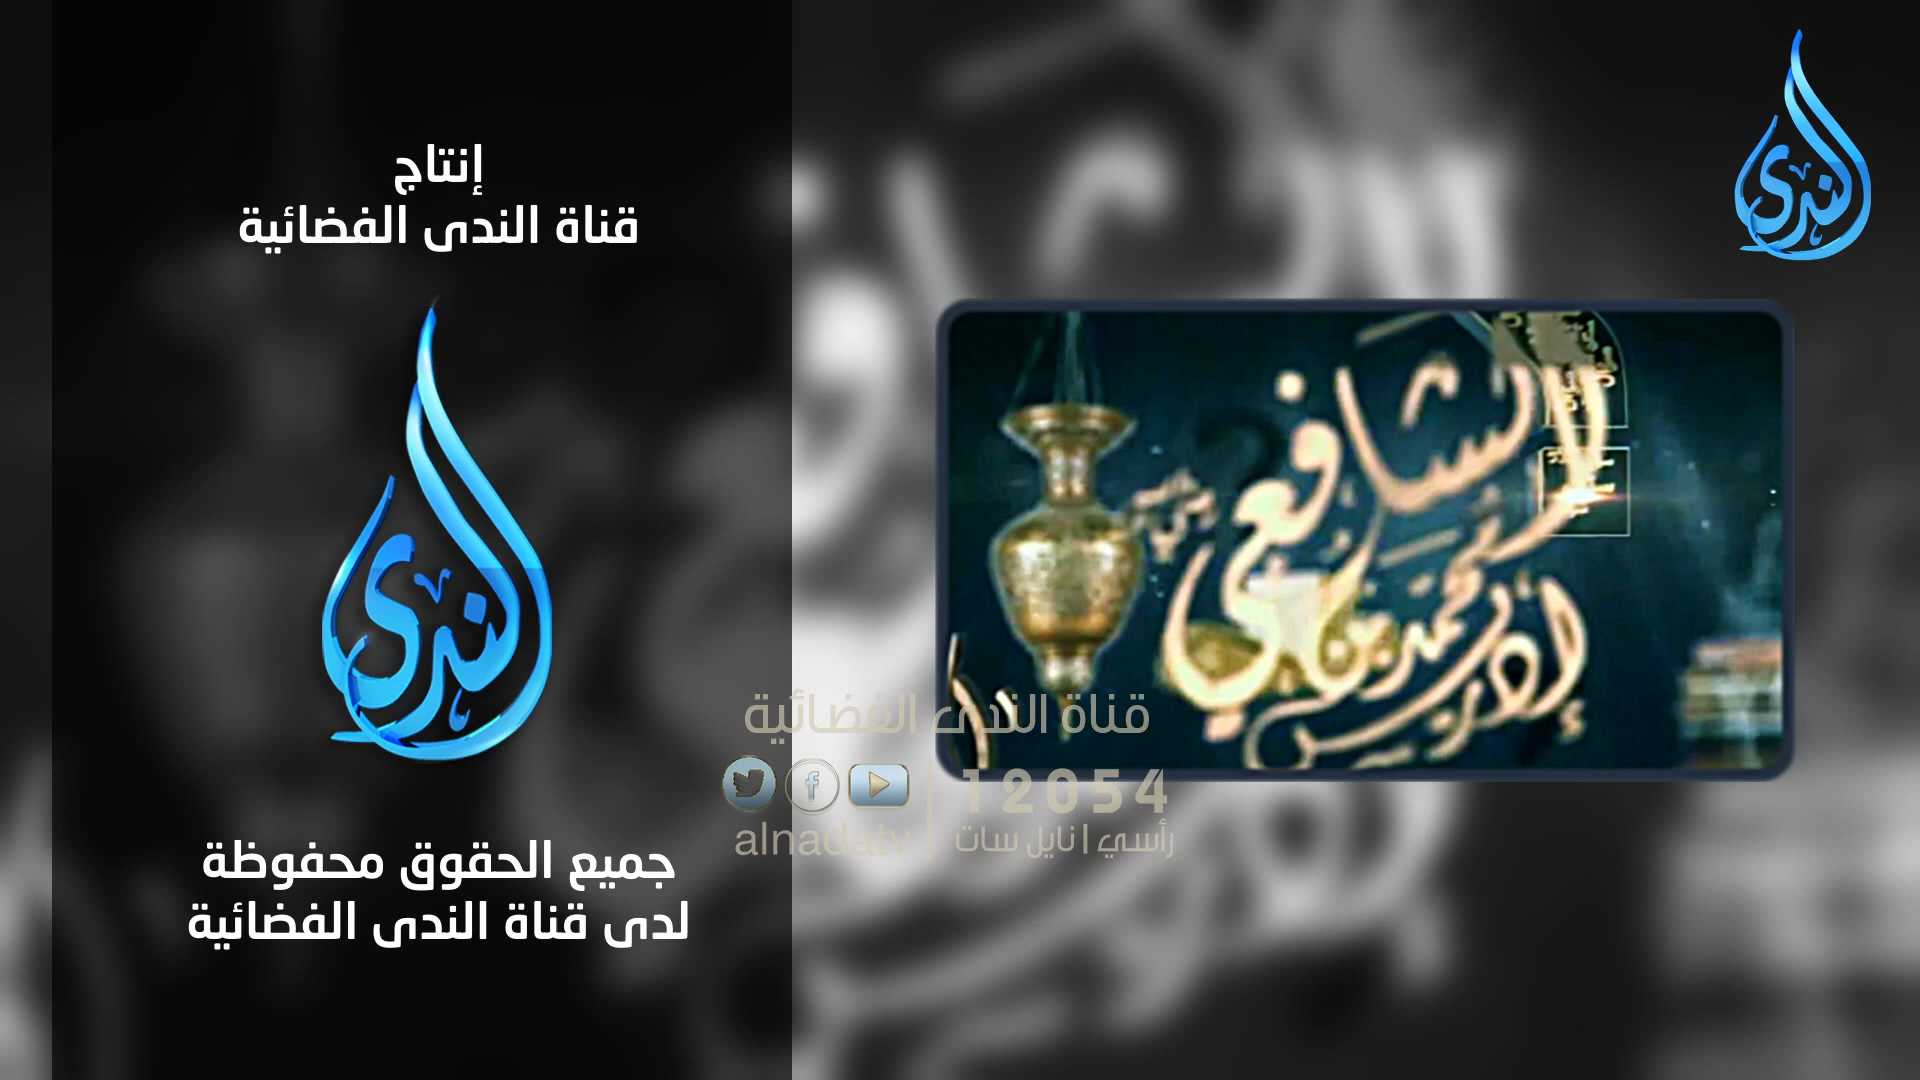 إنتاج
قناة الندى الفضائية
الندى
جميع الحقوق محفوظة
لدى قناة الندى الفضائية
الندى
الشافعي
محمد بن
إدريس
قناة الندى الفضائية
12054
alnadatv
رأسي | نايل سات